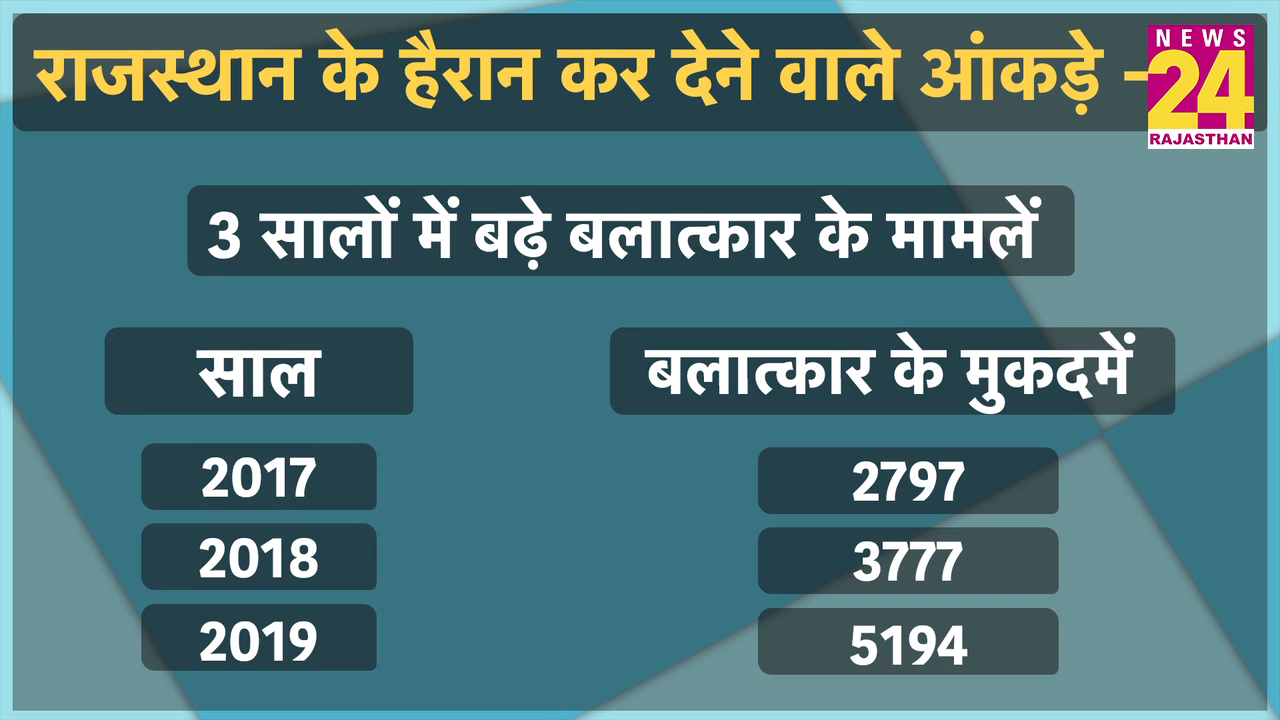 राजस्थान के हैरान कर देने वाले आंकड़े -
NEWS
24
RAJASTHAN
3 सालों में बढ़े बलात्कार के मामलें
साल बलात्कार के मुकदमें
2017 2797
2018 3777
2019 5194